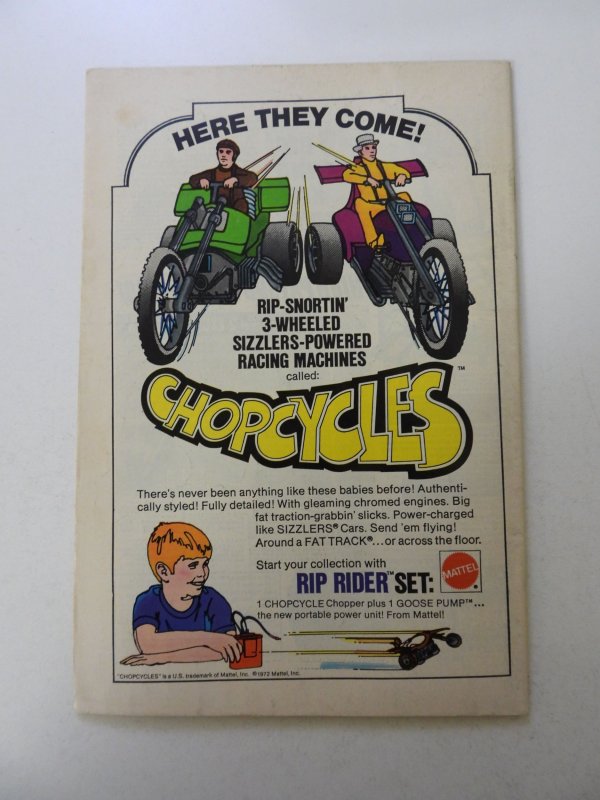 HERE THEY COME!
RIP-SNORTIN'
3-WHEELED
SIZZLERS-POWERED
RACING MACHINES
called:
CHOPCYCLES™
There's never been anything like these babies before! Authenti-
cally styled! Fully detailed! With gleaming chromed engines. Big
fat traction-grabbin' slicks. Power-charged
like SIZZLERS® Cars. Send 'em flying!
Around a FAT TRACK®...or across the floor.
Start your collection with
RIP RIDER™ SET:
MATTEL®
1 CHOPCYCLE Chopper plus 1 GOOSE PUMP™...
the new portable power unit! From Mattel!
"CHOPCYCLES" is a U.S. trademark of Mattel, Inc. ©1972 Mattel, Inc.